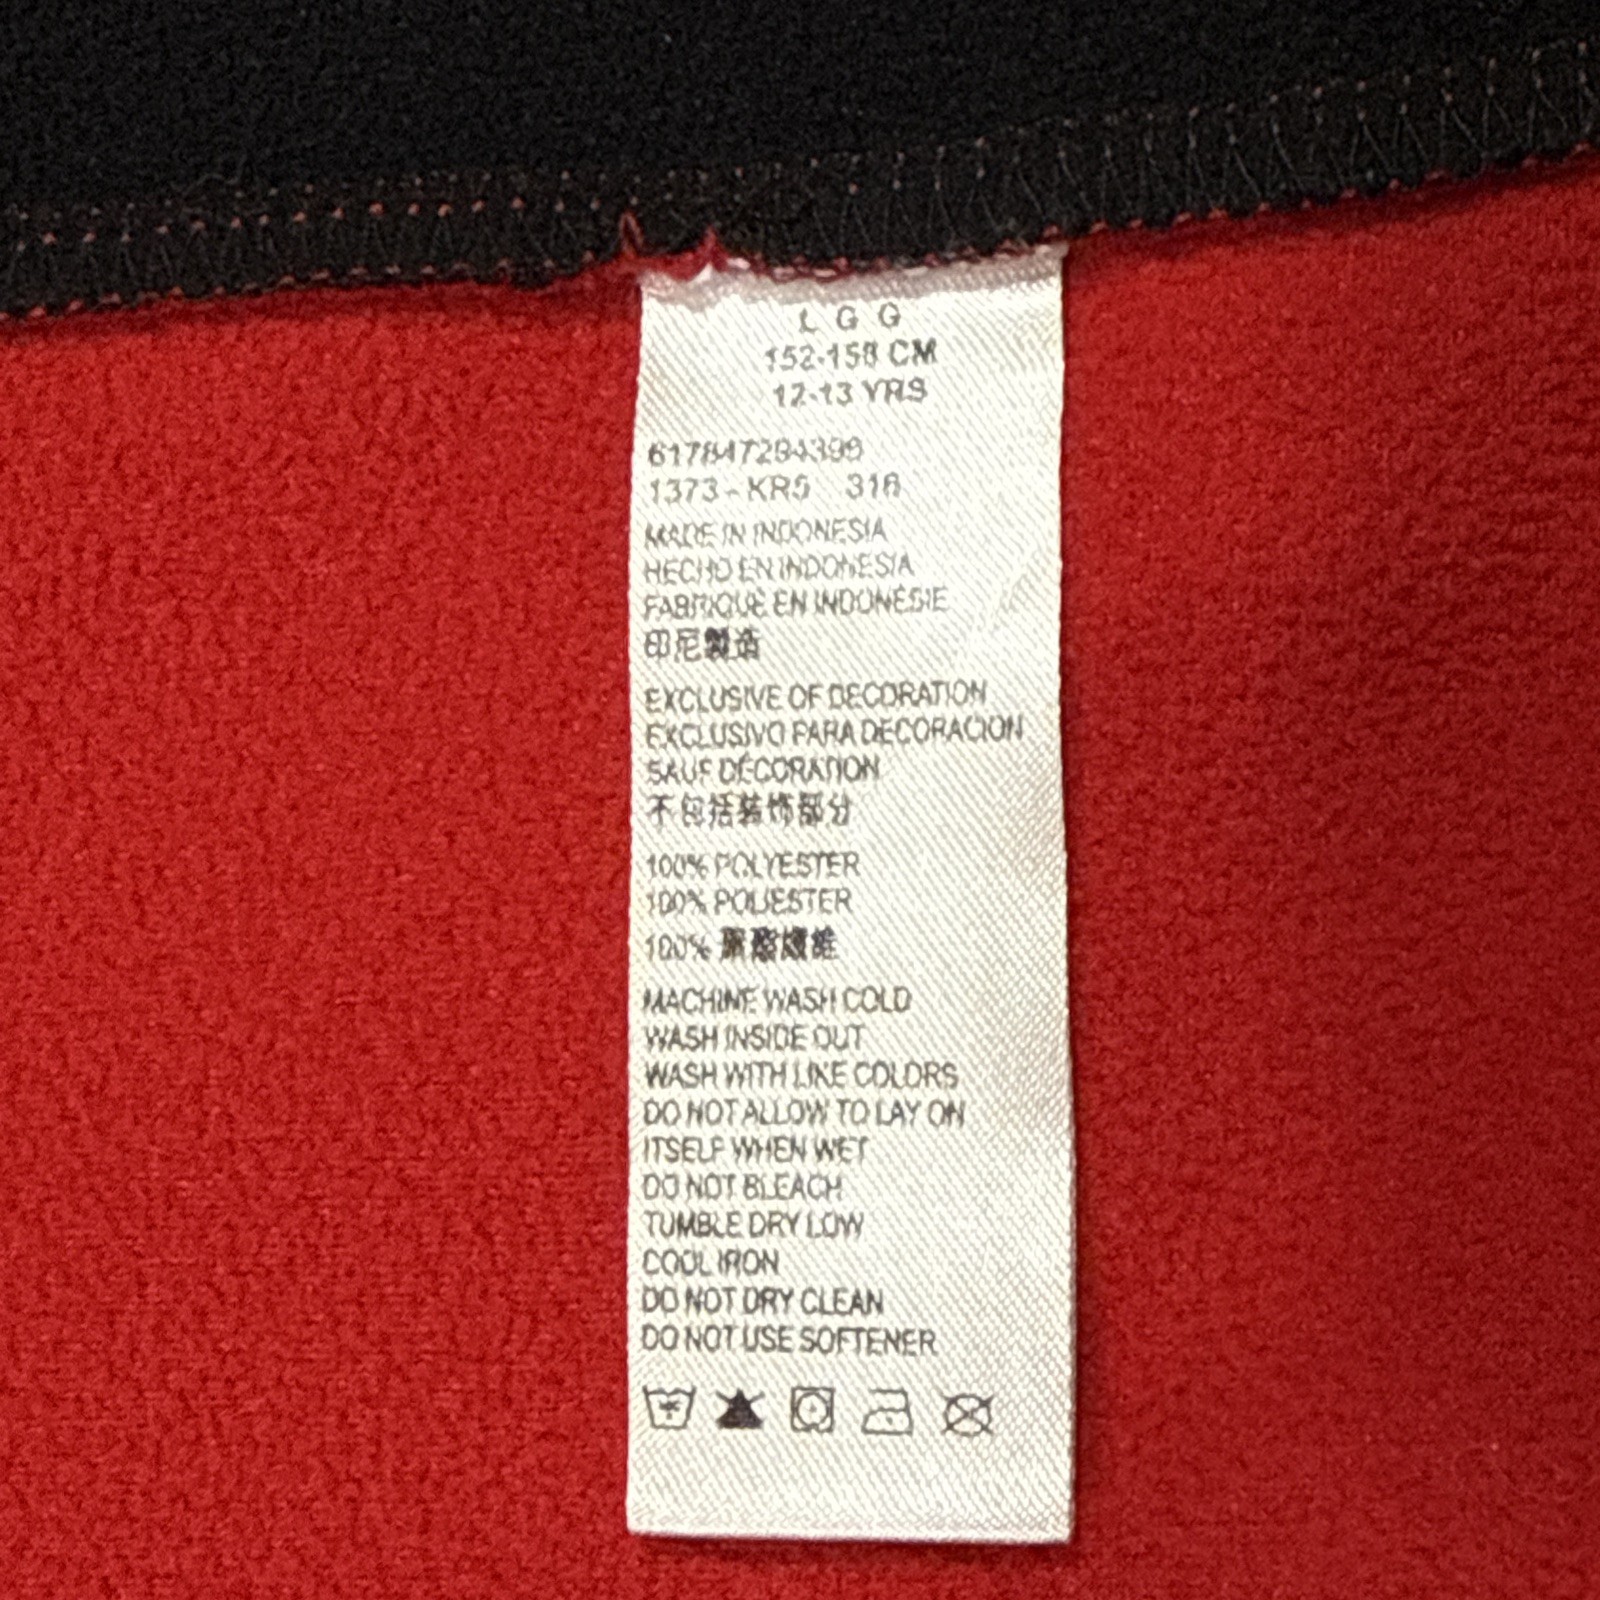 L G G
152-158 CM
12-13 YRS
617847294396
1373-KR5 316
MADE IN INDONESIA
HECHO EN INDONESIA
FABRIQUÉ EN INDONÉSIE
印尼製造
EXCLUSIVE OF DECORATION
EXCLUSIVO PARA DECORACION
SAUF DÉCORATION
不包括装饰部分
100% POLYESTER
100% POLIESTER
100% 聚酯纖維
MACHINE WASH COLD
WASH INSIDE OUT
WASH WITH LIKE COLORS
DO NOT ALLOW TO LAY ON
ITSELF WHEN WET
DO NOT BLEACH
TUMBLE DRY LOW
COOL IRON
DO NOT DRY CLEAN
DO NOT USE SOFTENER